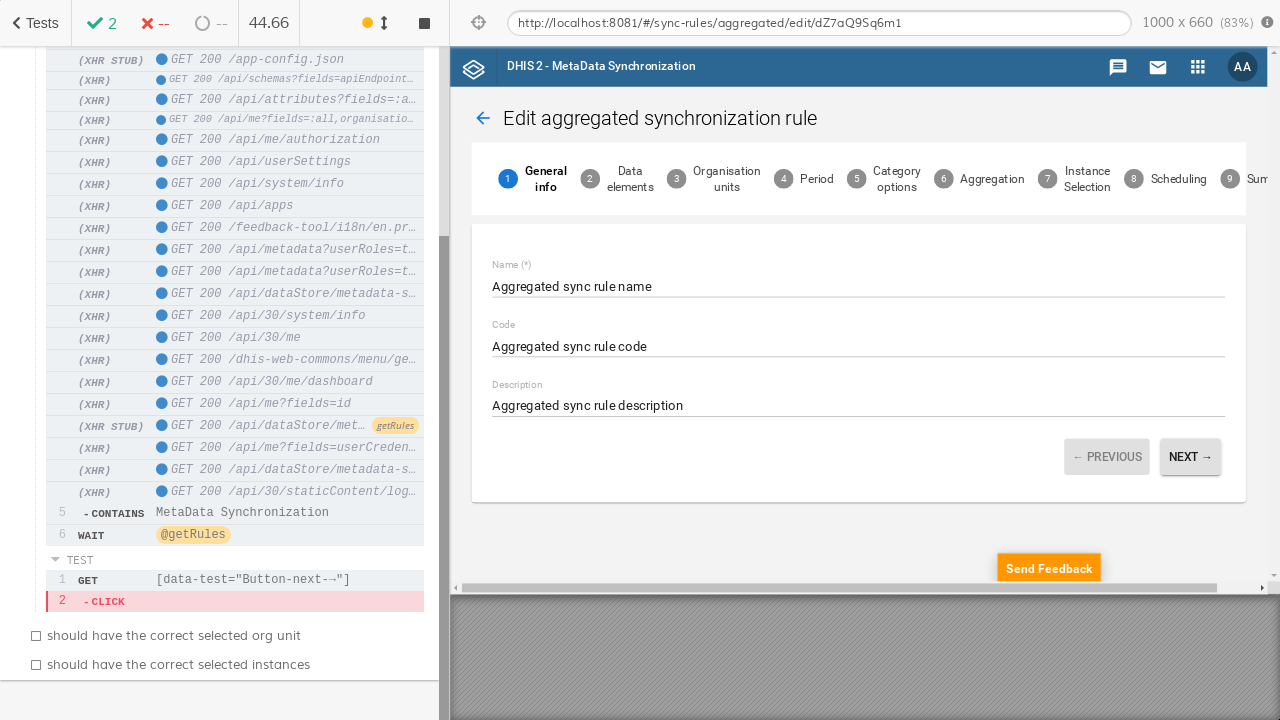 Tests
2
--
--
44.66
http://localhost:8081/#/sync-rules/aggregated/edit/dZ7aQ9Sq6m1
1000 x 660 (83%)
(XHR STUB) GET 200 /app-config.json
(XHR) GET 200 /api/schemas?fields=apiEndpoint…
(XHR) GET 200 /api/attributes?fields=:a…
(XHR) GET 200 /api/me?fields=:all,organisatio…
(XHR) GET 200 /api/me/authorization
(XHR) GET 200 /api/userSettings
(XHR) GET 200 /api/system/info
(XHR) GET 200 /api/apps
(XHR) GET 200 /feedback-tool/i18n/en.pr…
(XHR) GET 200 /api/metadata?userRoles=t…
(XHR) GET 200 /api/metadata?userRoles=t…
(XHR) GET 200 /api/dataStore/metadata-s…
(XHR) GET 200 /api/30/system/info
(XHR) GET 200 /api/30/me
(XHR) GET 200 /dhis-web-commons/menu/ge…
(XHR) GET 200 /api/30/me/dashboard
(XHR) GET 200 /api/me?fields=id
(XHR STUB) GET 200 /api/dataStore/met… getRules
(XHR) GET 200 /api/me?fields=userCreden…
(XHR) GET 200 /api/dataStore/metadata-s…
(XHR) GET 200 /api/30/staticContent/log…
5 -CONTAINS MetaData Synchronization
6 WAIT @getRules
TEST
1 GET [data-test="Button-next-→"]
2 -CLICK
should have the correct selected org unit
should have the correct selected instances
DHIS 2 - MetaData Synchronization
AA
Edit aggregated synchronization rule
1 General info
2 Data elements
3 Organisation units
4 Period
5 Category options
6 Aggregation
7 Instance Selection
8 Scheduling
9 Sum
Name (*)
Aggregated sync rule name
Code
Aggregated sync rule code
Description
Aggregated sync rule description
← PREVIOUS
NEXT →
Send Feedback